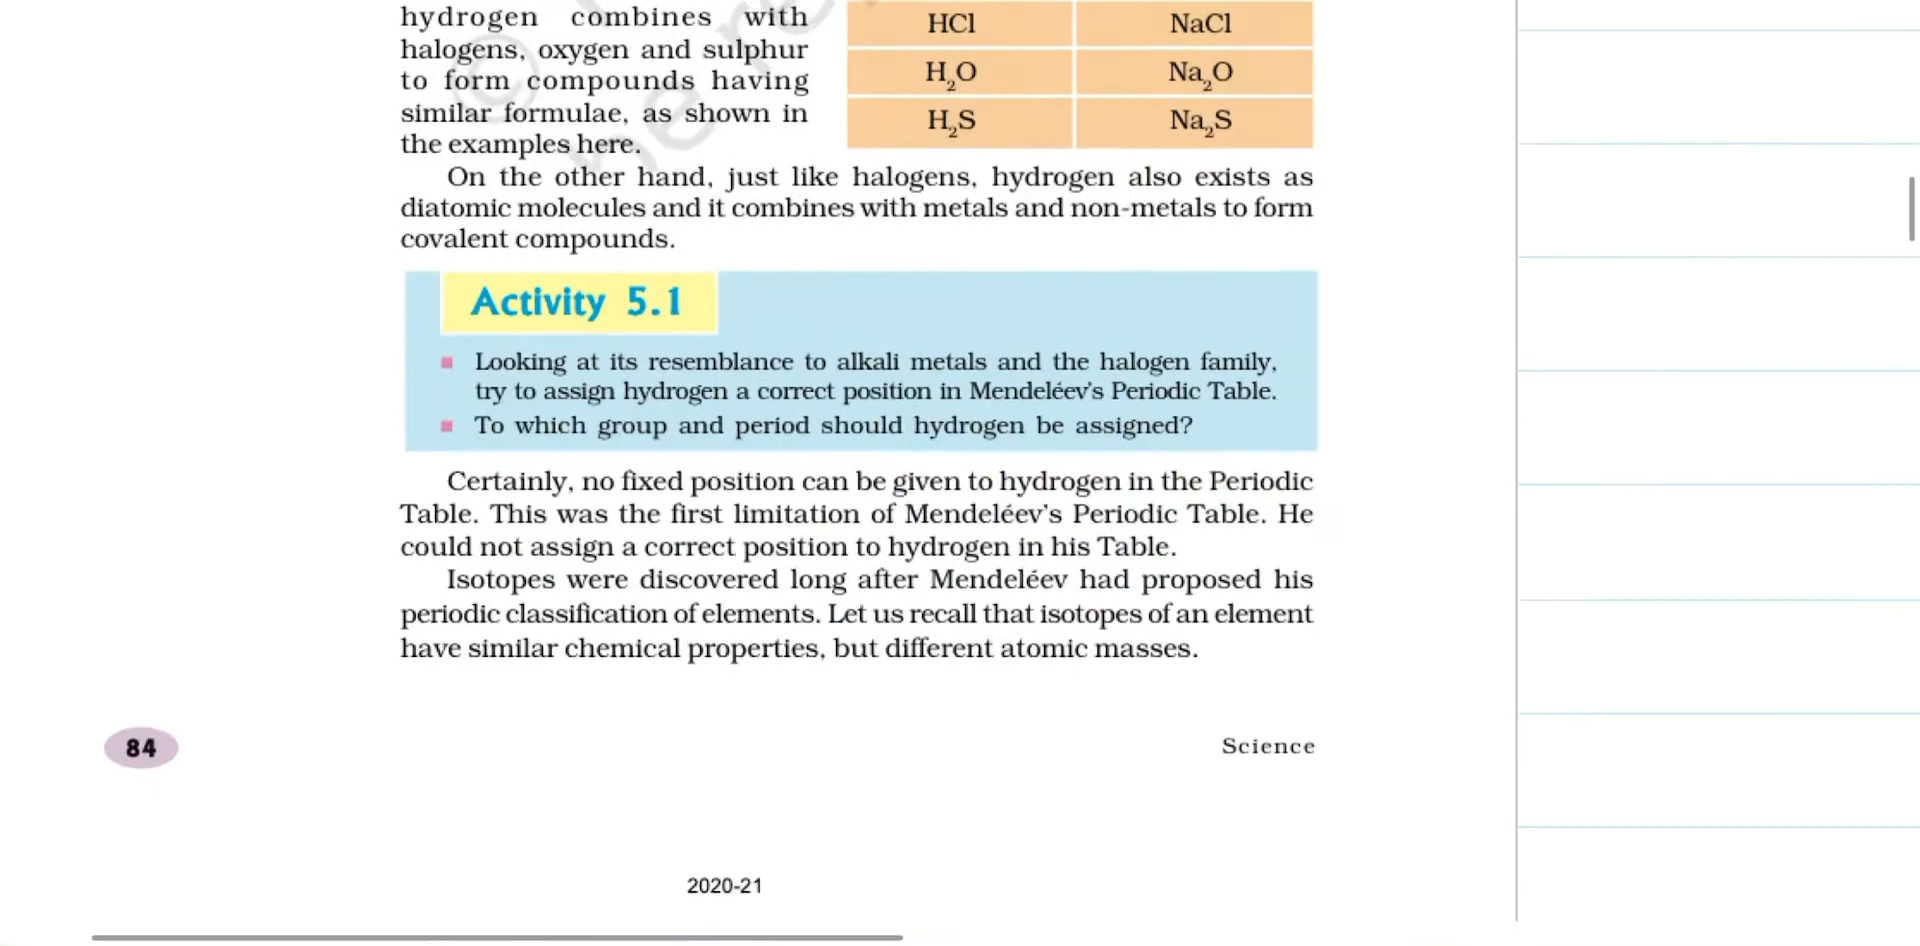 hydrogen combines with
halogens, oxygen and sulphur
to form compounds having
similar formulae, as shown in
the examples here.
HCl NaCl
H₂O Na₂O
H₂S Na₂S
On the other hand, just like halogens, hydrogen also exists as
diatomic molecules and it combines with metals and non-metals to form
covalent compounds.
Activity 5.1
Looking at its resemblance to alkali metals and the halogen family,
try to assign hydrogen a correct position in Mendeléev's Periodic Table.
To which group and period should hydrogen be assigned?
Certainly, no fixed position can be given to hydrogen in the Periodic
Table. This was the first limitation of Mendeléev's Periodic Table. He
could not assign a correct position to hydrogen in his Table.
Isotopes were discovered long after Mendeléev had proposed his
periodic classification of elements. Let us recall that isotopes of an element
have similar chemical properties, but different atomic masses.
84
Science
2020-21